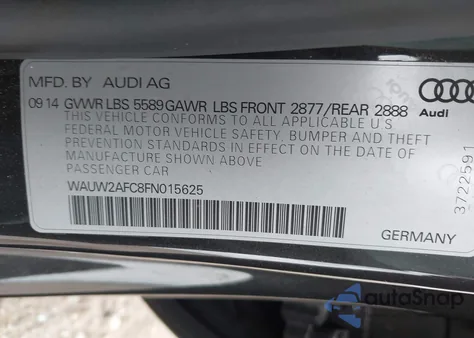 MFD. BY AUDI AG
09 14 GVWR LBS 5589 GAWR LBS FRONT 2877/REAR 2888
THIS VEHICLE CONFORMS TO ALL APPLICABLE U.S.
FEDERAL MOTOR VEHICLE SAFETY, BUMPER AND THEFT
PREVENTION STANDARDS IN EFFECT ON THE DATE OF
MANUFACTURE SHOWN ABOVE
PASSENGER CAR
WAUW2AFC8FN015625
GERMANY
Audi
3722591
autoSnap